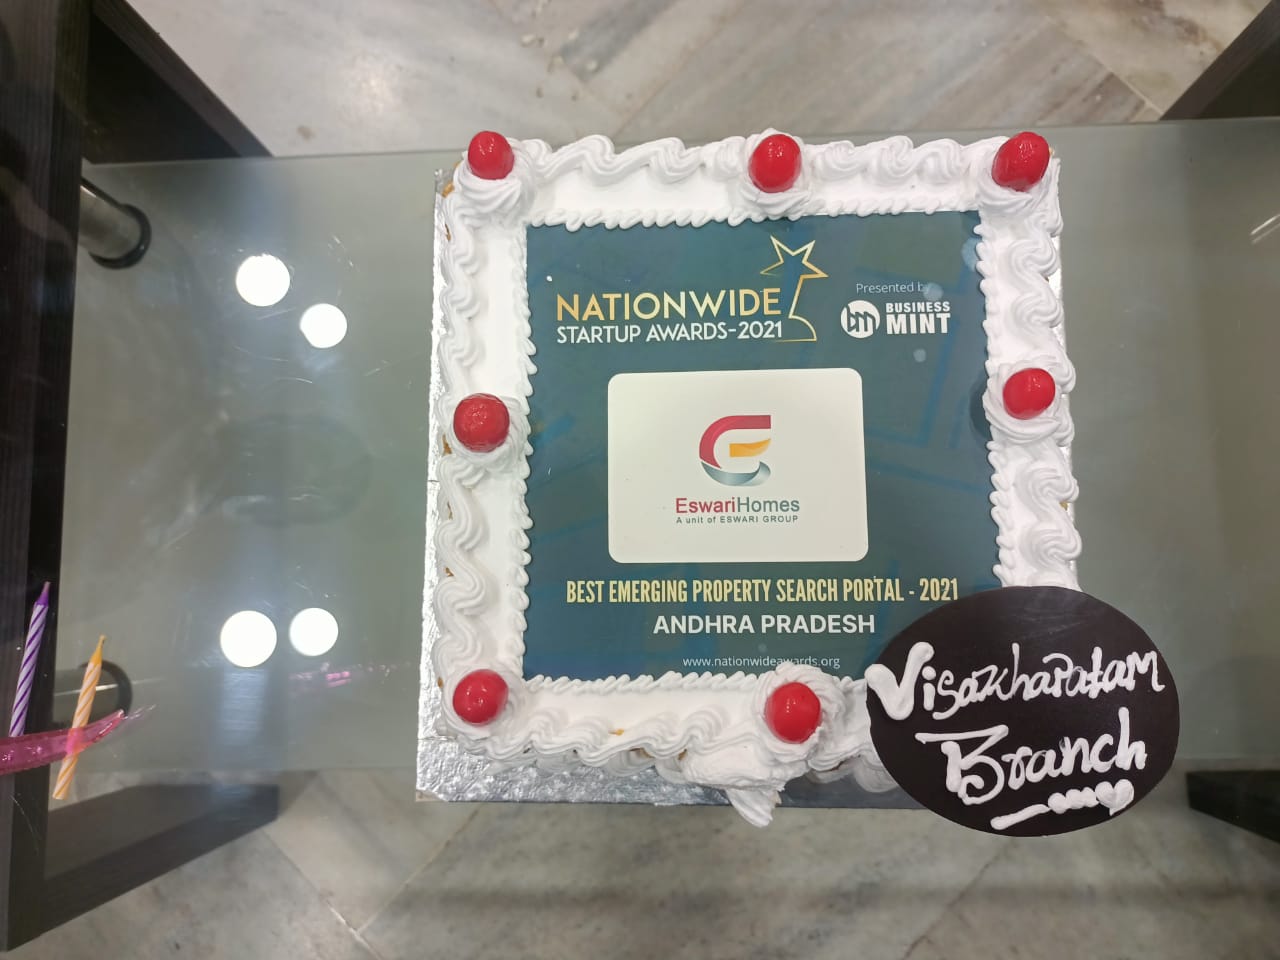 NATIONWIDE
STARTUP AWARDS-2021
Presented by
bm BUSINESS
MINT
EswariHomes
A unit of ESWARI GROUP
BEST EMERGING PROPERTY SEARCH PORTAL - 2021
ANDHRA PRADESH
www.nationwideawards.org
Visakhapatam
Branch